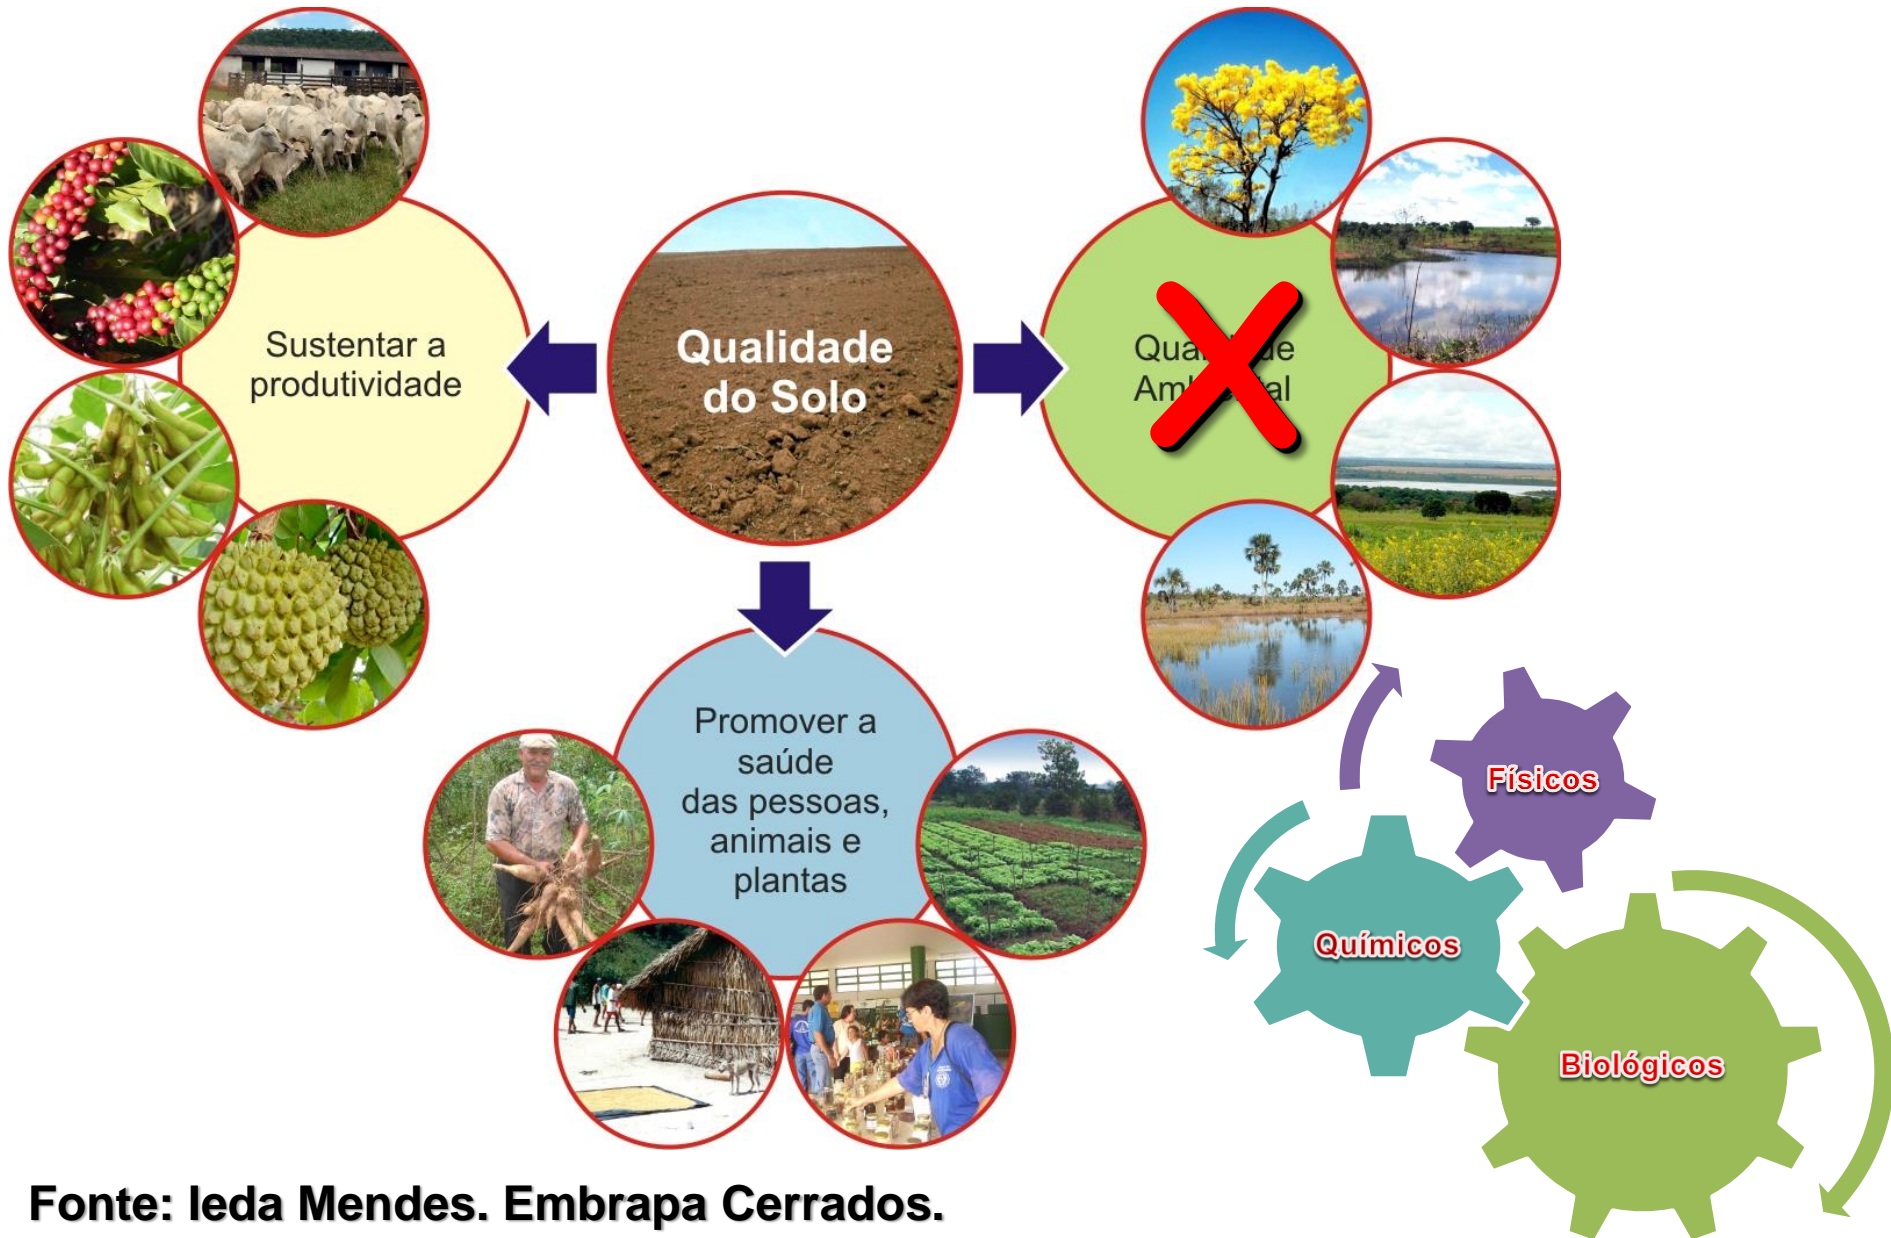 Sustentar a
produtividade
Qualidade
do Solo
Ambiental
Promover a
saúde
das pessoas,
animais e
plantas
Físicos
Químicos
Biológicos
Fonte: Ieda Mendes. Embrapa Cerrados.